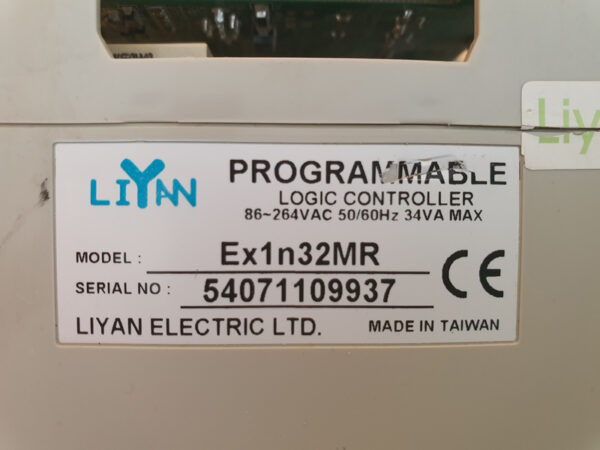 Liy
LIYAN
PROGRAMMABLE
LOGIC CONTROLLER
86~264VAC 50/60Hz 34VA MAX
MODEL : Ex1n32MR
SERIAL NO : 54071109937
CE
LIYAN ELECTRIC LTD. MADE IN TAIWAN